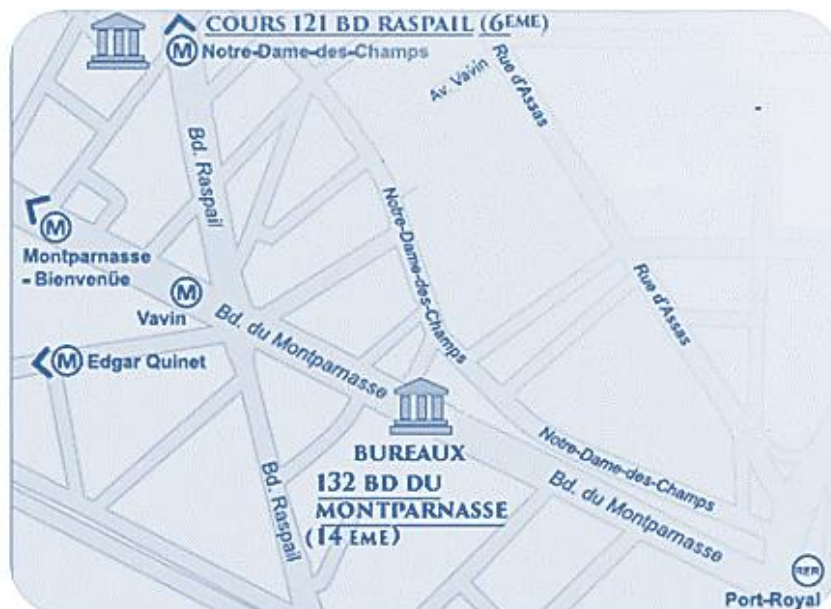 COURS 121 BD RASPAIL (6EME)
M Notre-Dame-des-Champs
Av. Vavin
Rue d'Assas
Bd. Raspail
Notre-Dame-des-Champs
M
Montparnasse
- Bienvenüe
M
Vavin
Rue d'Assas
Bd. du Montparnasse
M Edgar Quinet
BUREAUX
132 BD DU
MONTPARNASSE
(14 EME)
Bd. Raspail
Notre-Dame-des-Champs
Bd. du Montparnasse
RER
Port-Royal